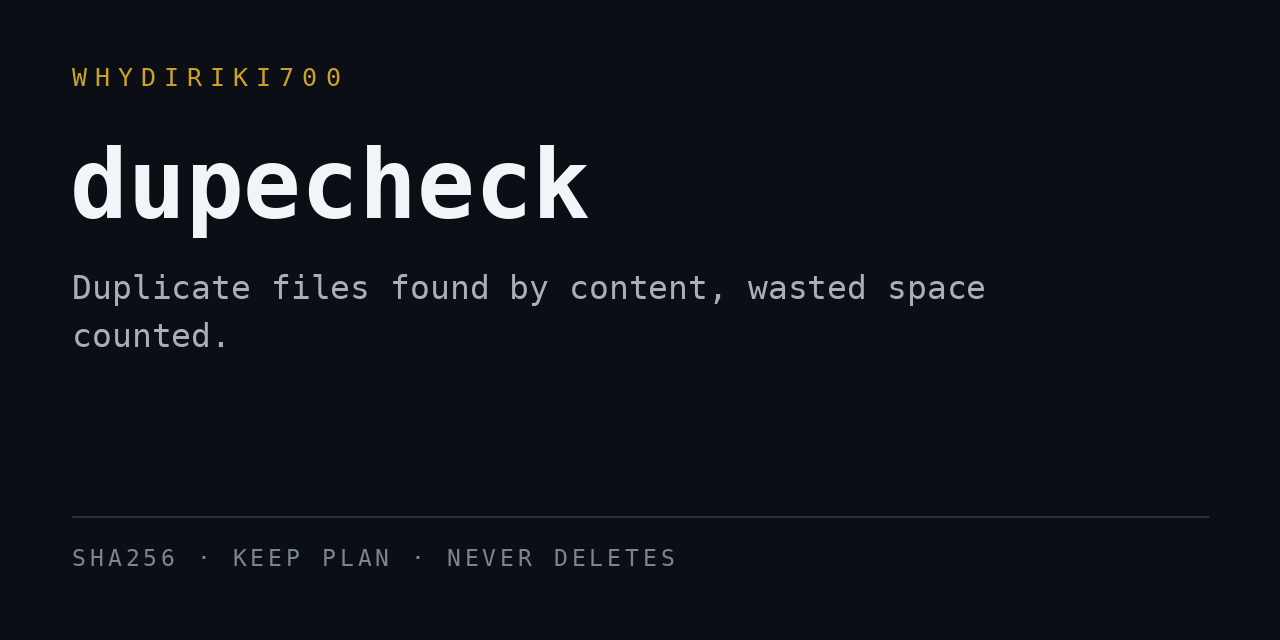 WHYDIRIKI700
dupecheck
Duplicate files found by content, wasted space
counted.
SHA256 · KEEP PLAN · NEVER DELETES